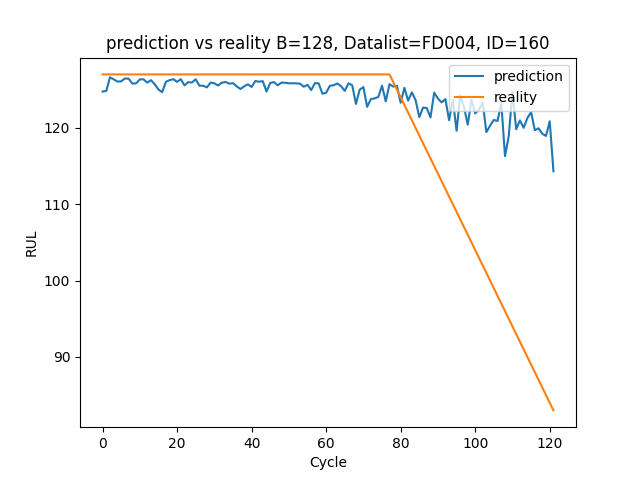 prediction vs reality B=128, Datalist=FD004, ID=160
prediction
reality
RUL
120
110
100
90
0 20 40 60 80 100 120
Cycle